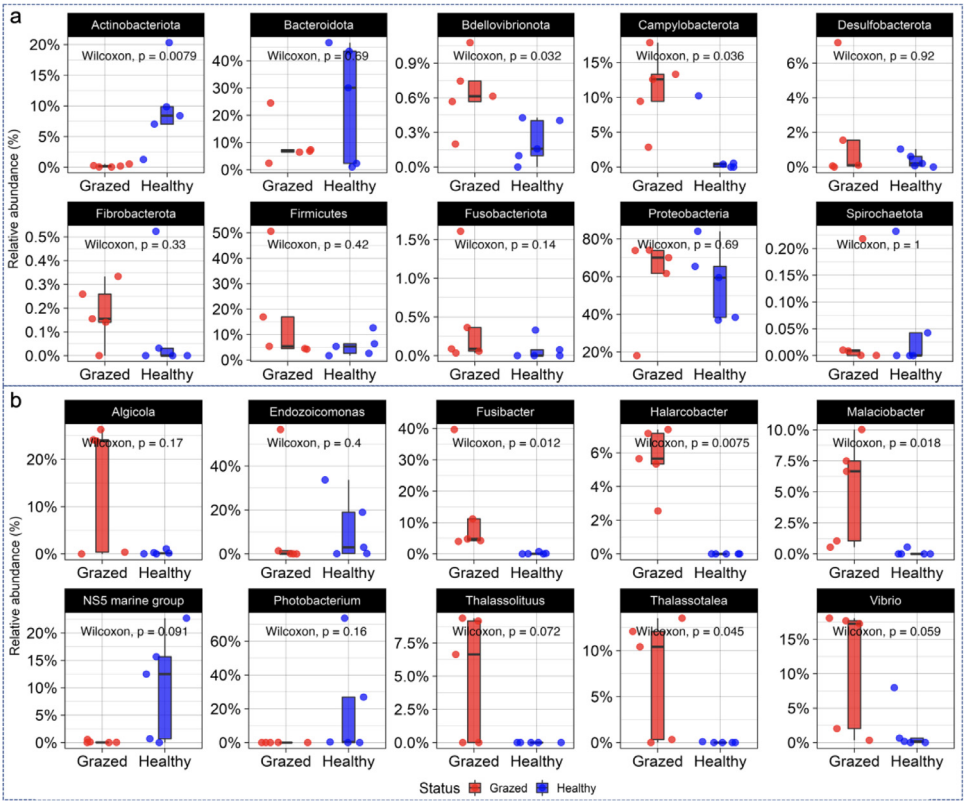 a
Actinobacteriota Bacteroidota Bdellovibrionota Campylobacterota Desulfobacterota
Wilcoxon, p = 0.0079 Wilcoxon, p = 0.69 Wilcoxon, p = 0.032 Wilcoxon, p = 0.036 Wilcoxon, p = 0.92
20% 15% 10% 5% 0%
40% 30% 20% 10% 0%
0.9% 0.6% 0.3% 0.0%
15% 10% 5% 0%
6% 4% 2% 0%
Grazed Healthy Grazed Healthy Grazed Healthy Grazed Healthy Grazed Healthy
Relative abundance (%)
Fibrobacterota Firmicutes Fusobacteriota Proteobacteria Spirochaetota
Wilcoxon, p = 0.33 Wilcoxon, p = 0.42 Wilcoxon, p = 0.14 Wilcoxon, p = 0.69 Wilcoxon, p = 1
0.5% 0.4% 0.3% 0.2% 0.1% 0.0%
50% 40% 30% 20% 10% 0%
1.5% 1.0% 0.5% 0.0%
80% 60% 40% 20%
0.20% 0.15% 0.10% 0.05% 0.00%
Grazed Healthy Grazed Healthy Grazed Healthy Grazed Healthy Grazed Healthy
b
Algicola Endozoicomonas Fusibacter Halarcobacter Malaciobacter
Wilcoxon, p = 0.17 Wilcoxon, p = 0.4 Wilcoxon, p = 0.012 Wilcoxon, p = 0.0075 Wilcoxon, p = 0.018
20% 10% 0%
40% 20% 0%
40% 30% 20% 10% 0%
6% 4% 2% 0%
10.0% 7.5% 5.0% 2.5% 0.0%
Grazed Healthy Grazed Healthy Grazed Healthy Grazed Healthy Grazed Healthy
Relative abundance (%)
NS5 marine group Photobacterium Thalassolituus Thalassotalea Vibrio
Wilcoxon, p = 0.091 Wilcoxon, p = 0.16 Wilcoxon, p = 0.072 Wilcoxon, p = 0.045 Wilcoxon, p = 0.059
20% 15% 10% 5% 0%
60% 40% 20% 0%
7.5% 5.0% 2.5% 0.0%
10% 5% 0%
15% 10% 5% 0%
Grazed Healthy Grazed Healthy Grazed Healthy Grazed Healthy Grazed Healthy
Status Grazed Healthy